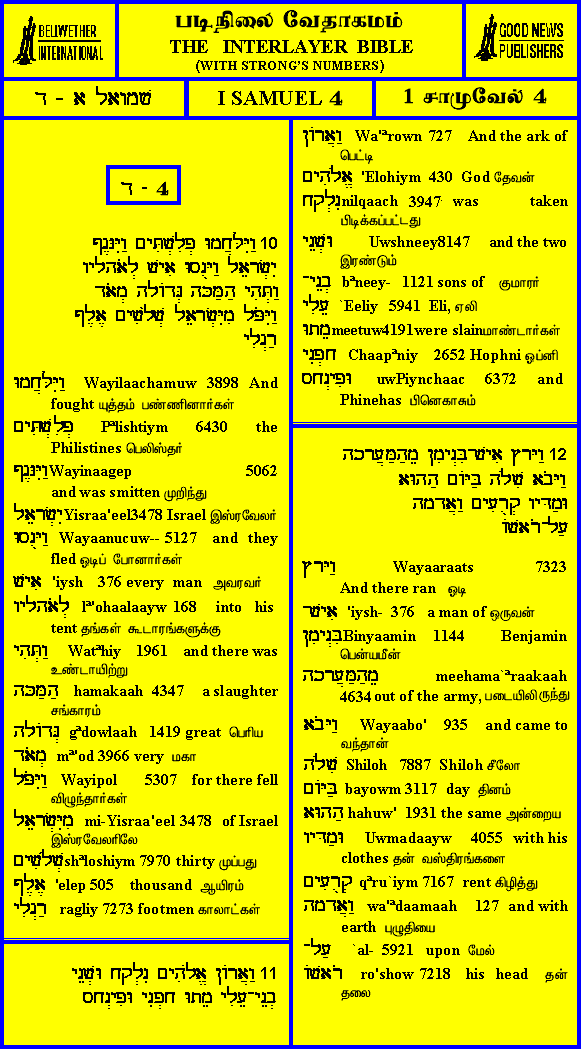 BELLWETHER
INTERNATIONAL
படிநிலை வேதாகமம்
THE INTERLAYER BIBLE
(WITH STRONG'S NUMBERS)
GOOD NEWS
PUBLISHERS
שמואל א - ד
I SAMUEL 4
1 சாமுவேல் 4
ד - 4
10 וַיִּלָּחֲמוּ פְלִשְׁתִּים וַיִּנָּגֶף
יִשְׂרָאֵל וַיָּנֻסוּ אִישׁ לְאֹהָלָיו
וַתְּהִי הַמַּכָּה גְּדוֹלָה מְאֹד
וַיִּפֹּל מִיִּשְׂרָאֵל שְׁלֹשִׁים אֶלֶף
רַגְלִי
וַיִּלָּחֲמוּ Wayilaachamuw 3898 And
fought யுத்தம் பண்ணினார்கள்
פְלִשְׁתִּים Pᵃlishtiym 6430 the
Philistines பெலிஸ்தர்
וַיִּנָּגֶף Wayinaagep 5062
and was smitten முறிந்து
יִשְׂרָאֵל Yisraa'eel3478 Israel இஸ்ரவேலர்
וַיָּנֻסוּ Wayaanucuw-- 5127 and they
fled ஓடிப் போனார்கள்
אִישׁ 'iysh 376 every man அவரவர்
לְאֹהָלָיו lᵃ'ohaalaayw 168 into his
tent தங்கள் கூடாரங்களுக்கு
וַתְּהִי Watᵃhiy 1961 and there was
உண்டாயிற்று
הַמַּכָּה hamakaah 4347 a slaughter
சங்காரம்
גְּדוֹלָה gᵃdowlaah 1419 great பெரிய
מְאֹד mᵃ'od 3966 very மகா
וַיִּפֹּל Wayipol 5307 for there fell
விழுந்தார்கள்
מִיִּשְׂרָאֵל mi-Yisraa'eel 3478 of Israel
இஸ்ரவேலரிலே
שְׁלֹשִׁים shᵃloshiym 7970 thirty முப்பது
אֶלֶף 'elep 505 thousand ஆயிரம்
רַגְלִי ragliy 7273 footmen காலாட்கள்
11 וַאֲרוֹן אֱלֹהִים נִלְקָח וּשְׁנֵי
בְנֵי־עֵלִי מֵתוּ חָפְנִי וּפִינְחָס
וַאֲרוֹן Wa'ᵃrown 727 And the ark of
பெட்டி
אֱלֹהִים 'Elohiym 430 God தேவன்
נִלְקָח nilqaach 3947 was taken
பிடிக்கப்பட்டது
וּשְׁנֵי Uwshneey8147 and the two
இரண்டும்
בְנֵי־ bᵃneey- 1121 sons of குமாரர்
עֵלִי `Eeliy 5941 Eli, ஏலி
מֵתוּ meetuw4191were slainமாண்டார்கள்
חָפְנִי Chaapᵃniy 2652 Hophni ஓப்னி
וּפִינְחָס uwPiynchaac 6372 and
Phinehas பினெகாசும்
12 וַיָּרָץ אִישׁ־בִּנְיָמִן מֵהַמַּעֲרָכָה
וַיָּבֹא שִׁלֹה בַּיּוֹם הַהוּא
וּמַדָּיו קְרֻעִים וַאֲדָמָה
עַל־רֹאשׁוֹ
וַיָּרָץ Wayaaraats 7323
And there ran ஓடி
אִישׁ־ 'iysh- 376 a man of ஒருவன்
בִּנְיָמִן Binyaamin 1144 Benjamin
பென்யமீன்
מֵהַמַּעֲרָכָה meehama`ᵃraakaah
4634 out of the army, படையிலிருந்து
וַיָּבֹא Wayaabo' 935 and came to
வந்தான்
שִׁלֹה Shiloh 7887 Shiloh சீலோ
בַּיּוֹם bayowm 3117 day தினம்
הַהוּא hahuw' 1931 the same அன்றைய
וּמַדָּיו Uwmadaayw 4055 with his
clothes தன் வஸ்திரங்களை
קְרֻעִים qᵃru`iym 7167 rent கிழித்து
וַאֲדָמָה wa'ᵃdaamaah 127 and with
earth புழுதியை
עַל־ `al- 5921 upon மேல்
רֹאשׁוֹ ro'show 7218 his head தன்
தலை